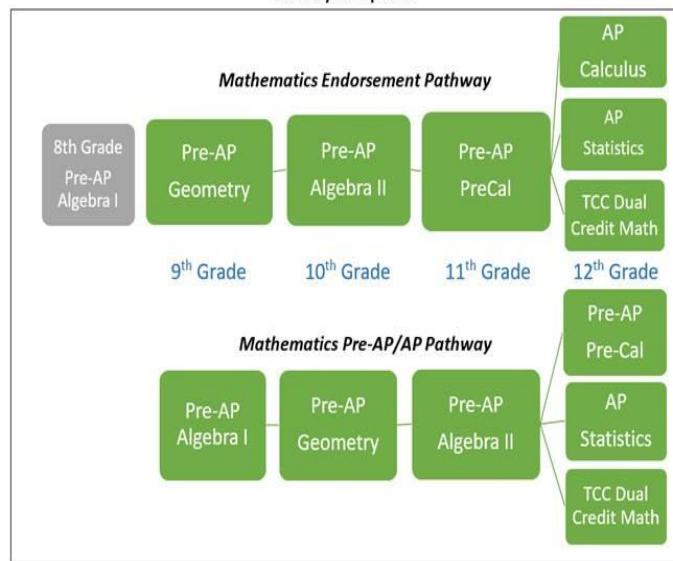 Mathematics Endorsement Pathway
8th Grade
Pre-AP
Algebra I
Pre-AP
Geometry
Pre-AP
Algebra II
Pre-AP
PreCal
AP
Calculus
AP
Statistics
TCC Dual
Credit Math
9th Grade
10th Grade
11th Grade
12th Grade
Mathematics Pre-AP/AP Pathway
Pre-AP
Algebra I
Pre-AP
Geometry
Pre-AP
Algebra II
Pre-AP
Pre-Cal
AP
Statistics
TCC Dual
Credit Math